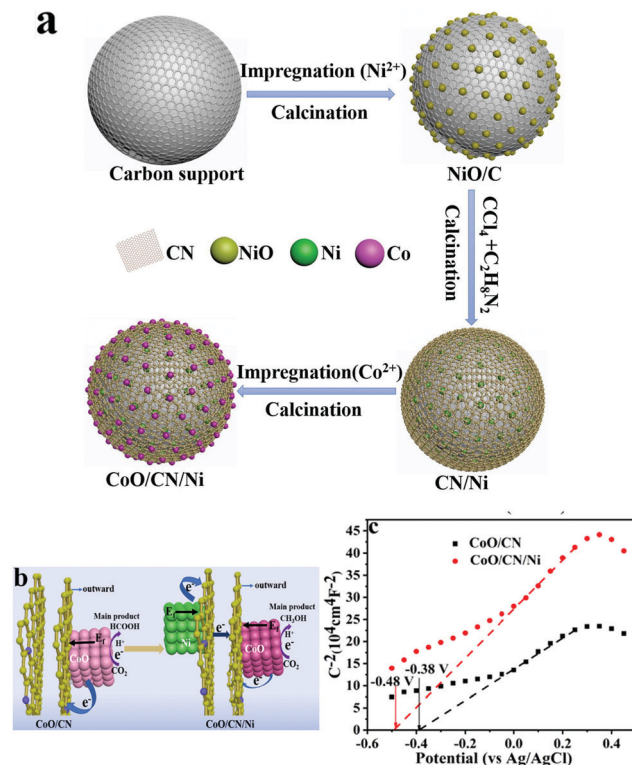 a
Impregnation (Ni²⁺)
Calcination
Carbon support
NiO/C
CCl₄ +C₂H₈N₂
Calcination
CN
NiO
Ni
Co
Impregnation(Co²⁺)
Calcination
CoO/CN/Ni
CN/Ni
b
outward
Main product
HCOOH
H⁺
e⁻
CO₂
E_f
CoO
e⁻
CoO/CN
e⁻
E_f
Ni
e⁻
outward
Main product
CH₃OH
H⁺
e⁻
CO₂
E_f
CoO
e⁻
CoO/CN/Ni
c
CoO/CN
CoO/CN/Ni
C⁻²(10⁴cm⁴F⁻²)
45
40
35
30
25
20
15
10
5
0
-0.48 V
-0.38 V
-0.6
-0.4
-0.2
0.0
0.2
0.4
Potential (vs Ag/AgCl)